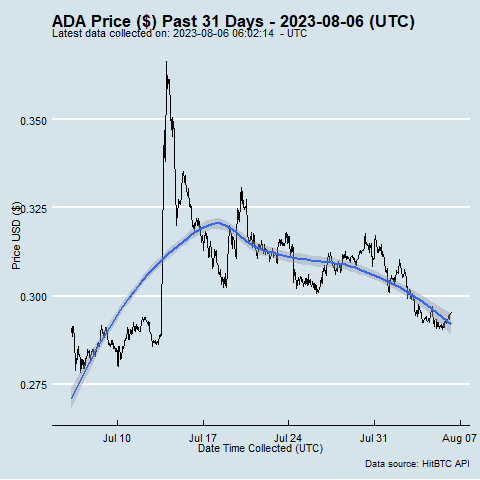 ADA Price ($) Past 31 Days - 2023-08-06 (UTC)
Latest data collected on: 2023-08-06 06:02:14 - UTC
0.350
0.325
0.300
0.275
Price USD ($)
Jul 10 Jul 17 Jul 24 Jul 31 Aug 07
Date Time Collected (UTC)
Data source: HitBTC API